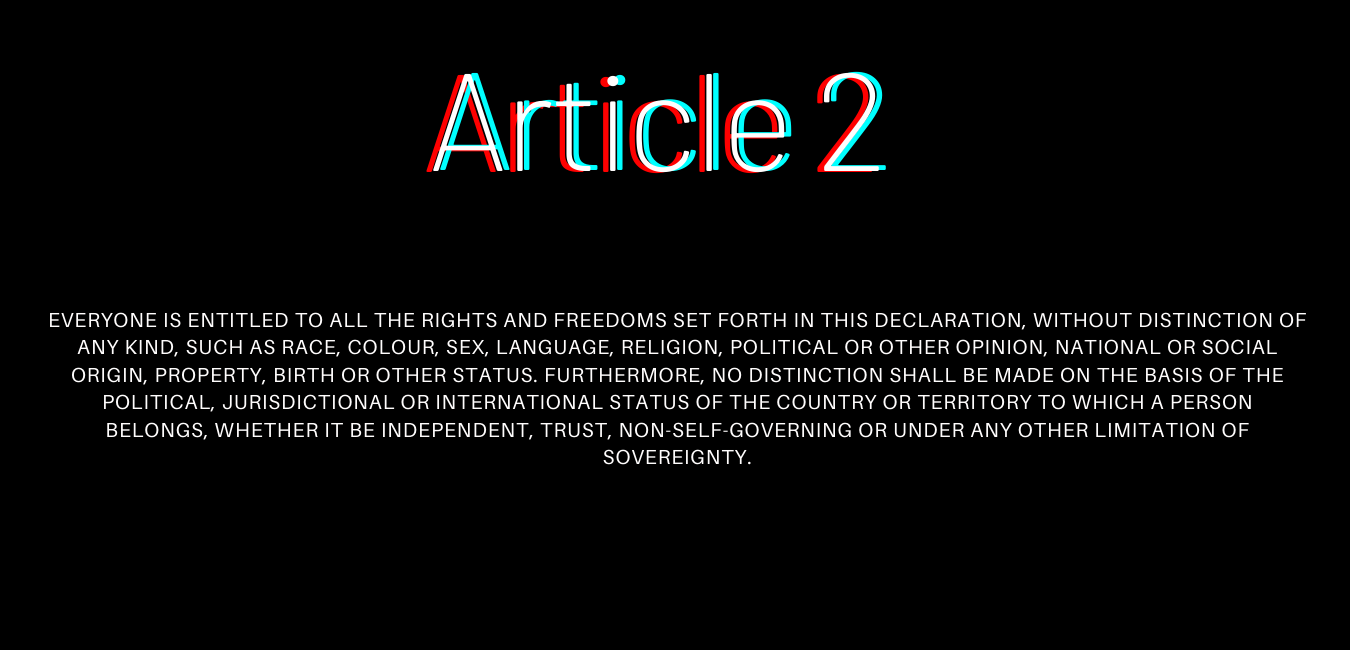 Article 2
EVERYONE IS ENTITLED TO ALL THE RIGHTS AND FREEDOMS SET FORTH IN THIS DECLARATION, WITHOUT DISTINCTION OF
ANY KIND, SUCH AS RACE, COLOUR, SEX, LANGUAGE, RELIGION, POLITICAL OR OTHER OPINION, NATIONAL OR SOCIAL
ORIGIN, PROPERTY, BIRTH OR OTHER STATUS. FURTHERMORE, NO DISTINCTION SHALL BE MADE ON THE BASIS OF THE
POLITICAL, JURISDICTIONAL OR INTERNATIONAL STATUS OF THE COUNTRY OR TERRITORY TO WHICH A PERSON
BELONGS, WHETHER IT BE INDEPENDENT, TRUST, NON-SELF-GOVERNING OR UNDER ANY OTHER LIMITATION OF
SOVEREIGNTY.